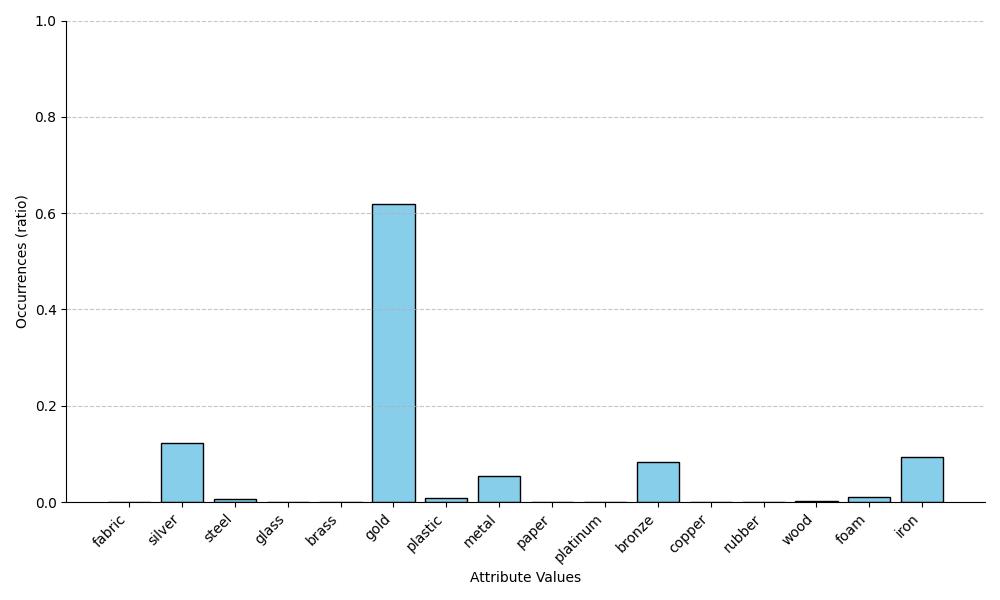 1.0
0.8
0.6
0.4
0.2
0.0
Occurrences (ratio)
fabric
silver
steel
glass
brass
gold
plastic
metal
paper
platinum
bronze
copper
rubber
wood
foam
iron
Attribute Values